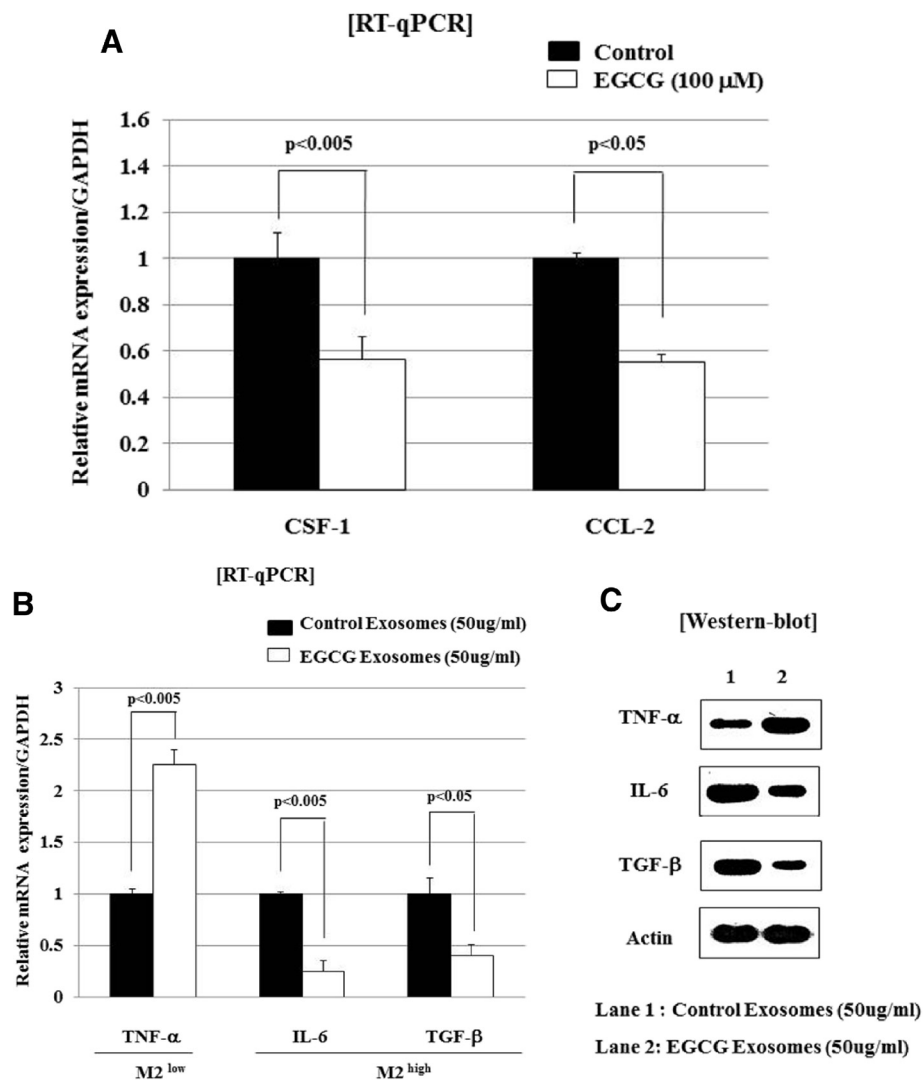 A
[RT-qPCR]
Control
EGCG (100 µM)
Relative mRNA expression/GAPDH
1.6
1.4
1.2
1
0.8
0.6
0.4
0.2
0
p<0.005
p<0.05
CSF-1
CCL-2
B
[RT-qPCR]
Control Exosomes (50ug/ml)
EGCG Exosomes (50ug/ml)
Relative mRNA expression/GAPDH
3
2.5
2
1.5
1
0.5
0
p<0.005
p<0.005
p<0.05
TNF-α IL-6 TGF-β
M2 low M2 high
C
[Western-blot]
1 2
TNF-α
IL-6
TGF-β
Actin
Lane 1 : Control Exosomes (50ug/ml)
Lane 2: EGCG Exosomes (50ug/ml)